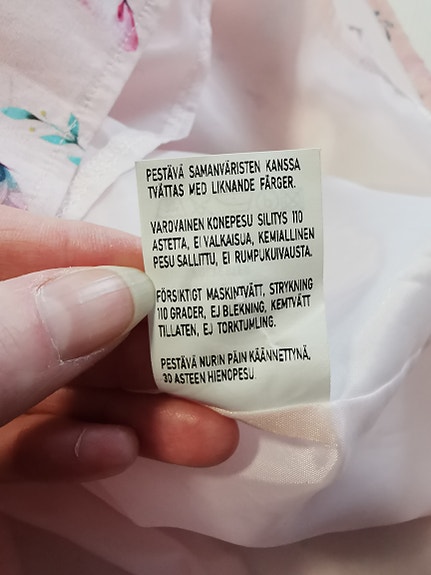 PESTÄVÄ SAMANVÄRISTEN KANSSA
TVÄTTAS MED LIKNANDE FÄRGER.
VAROVAINEN KONEPESU SILITYS 110
ASTETTA, EI VALKAISUA, KEMIALLINEN
PESU SALLITTU, EI RUMPUKUIVAUSTA.
FÖRSIKTIGT MASKINTVÄTT, STRYKNING
110 GRADER, EJ BLEKNING, KEMTVÄTT
TILLATEN, EJ TORKTUMLING.
PESTÄVÄ NURIN PÄIN KÄÄNNETTYNÄ,
30 ASTEEN HIENOPESU.